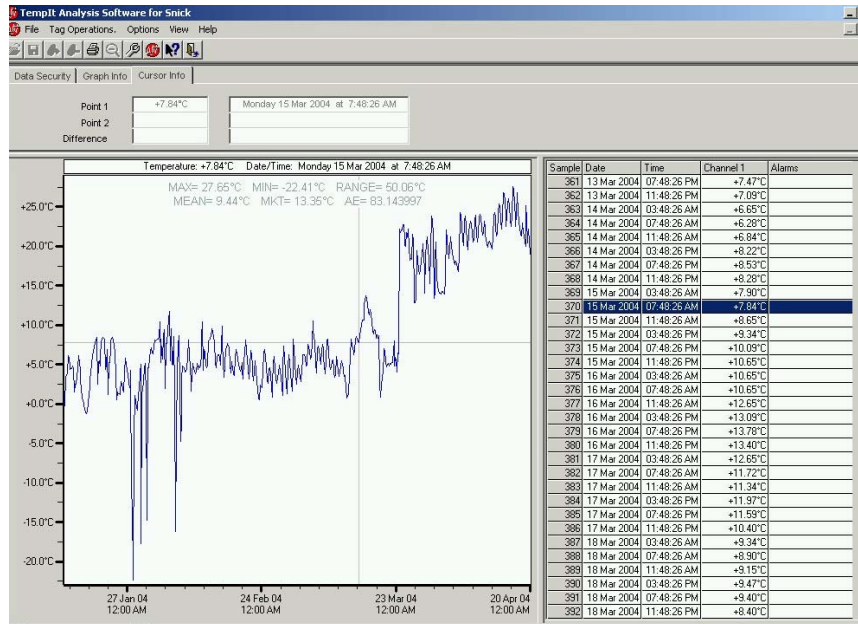 TempIt Analysis Software for Snick
File Tag Operations. Options View Help
Data Security Graph Info Cursor Info
Point 1 +7.84°C Monday 15 Mar 2004 at 7:48:26 AM
Point 2
Difference
Temperature: +7.84°C Date/Time: Monday 15 Mar 2004 at 7:48:26 AM
MAX= 27.65°C MIN= -22.41°C RANGE= 50.06°C
MEAN= 9.44°C MKT= 13.35°C AE= 83.143997
+25.0°C
+20.0°C
+15.0°C
+10.0°C
+5.0°C
+0.0°C
-5.0°C
-10.0°C
-15.0°C
-20.0°C
27 Jan 04 24 Feb 04 23 Mar 04 20 Apr 04
12:00 AM 12:00 AM 12:00 AM 12:00 AM
Sample Date Time Channel 1 Alarms
361 13 Mar 2004 07:48:26 PM +7.47°C
362 13 Mar 2004 11:48:26 PM +7.09°C
363 14 Mar 2004 03:48:26 AM +6.65°C
364 14 Mar 2004 07:48:26 AM +6.28°C
365 14 Mar 2004 11:48:26 AM +6.84°C
366 14 Mar 2004 03:48:26 PM +8.22°C
367 14 Mar 2004 07:48:26 PM +8.53°C
368 14 Mar 2004 11:48:26 PM +8.28°C
369 15 Mar 2004 03:48:26 AM +7.90°C
370 15 Mar 2004 07:48:26 AM +7.84°C
371 15 Mar 2004 11:48:26 AM +8.65°C
372 15 Mar 2004 03:48:26 PM +9.34°C
373 15 Mar 2004 07:48:26 PM +10.09°C
374 15 Mar 2004 11:48:26 PM +10.65°C
375 16 Mar 2004 03:48:26 AM +10.65°C
376 16 Mar 2004 07:48:26 AM +10.65°C
377 16 Mar 2004 11:48:26 AM +12.65°C
378 16 Mar 2004 03:48:26 PM +13.09°C
379 16 Mar 2004 07:48:26 PM +13.78°C
380 16 Mar 2004 11:48:26 PM +13.40°C
381 17 Mar 2004 03:48:26 AM +12.65°C
382 17 Mar 2004 07:48:26 AM +11.72°C
383 17 Mar 2004 11:48:26 AM +11.34°C
384 17 Mar 2004 03:48:26 PM +11.97°C
385 17 Mar 2004 07:48:26 PM +11.59°C
386 17 Mar 2004 11:48:26 PM +10.40°C
387 18 Mar 2004 03:48:26 AM +9.34°C
388 18 Mar 2004 07:48:26 AM +8.90°C
389 18 Mar 2004 11:48:26 AM +9.15°C
390 18 Mar 2004 03:48:26 PM +9.47°C
391 18 Mar 2004 07:48:26 PM +9.40°C
392 18 Mar 2004 11:48:26 PM +8.40°C